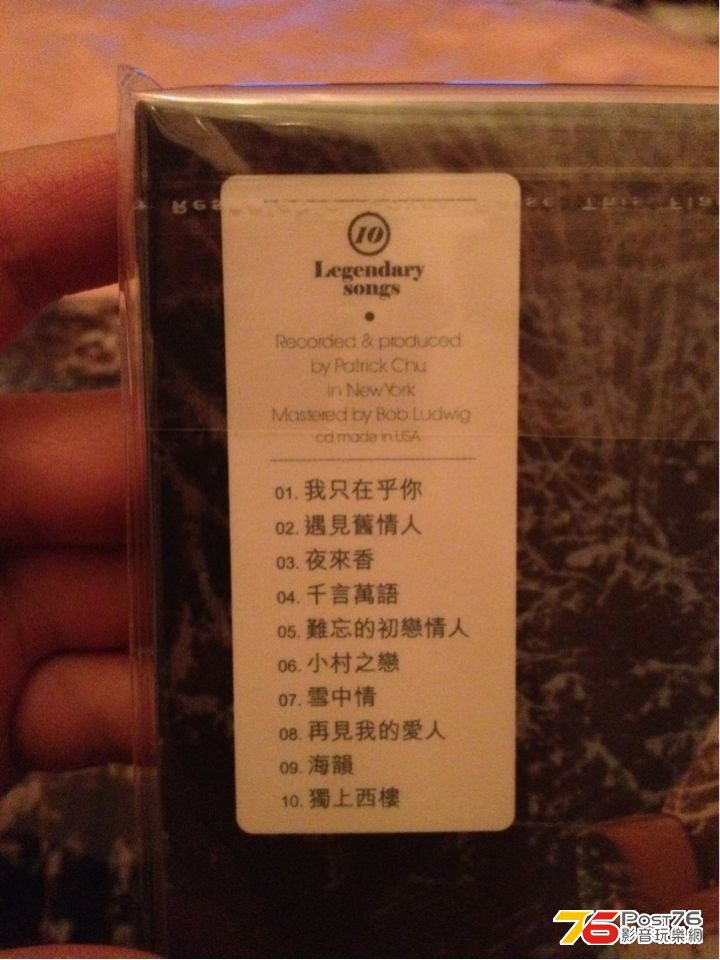 10
Legendary
songs
Recorded & produced
by Patrick Chu
in NewYork
Mastered by Bob Ludwig
cd made in USA
01. 我只在乎你
02. 遇見舊情人
03. 夜來香
04. 千言萬語
05. 難忘的初戀情人
06. 小村之戀
07. 雪中情
08. 再見我的愛人
09. 海韻
10. 獨上西樓
76 Post76
影音玩樂網